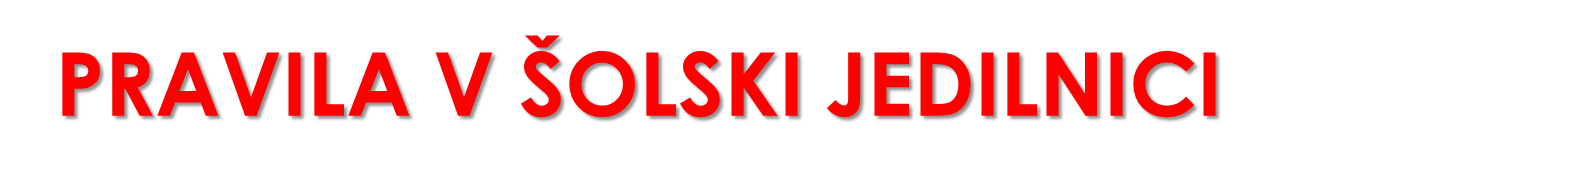 PRAVILA V ŠOLSKI JEDILNICI